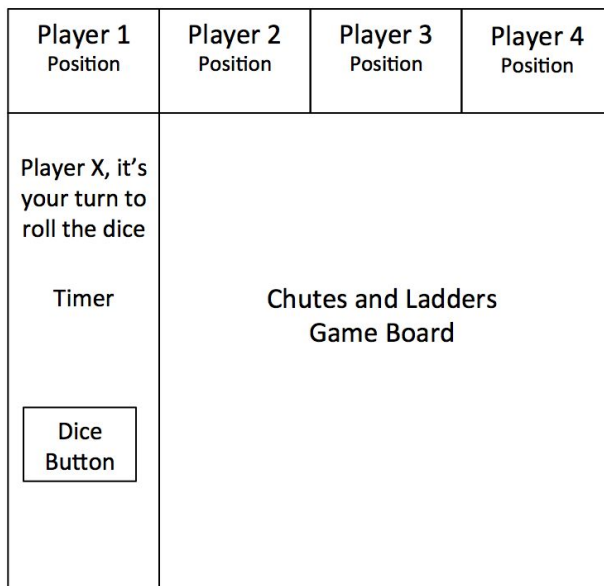 Player 1
Position
Player 2
Position
Player 3
Position
Player 4
Position
Player X, it's
your turn to
roll the dice
Timer
Dice
Button
Chutes and Ladders
Game Board